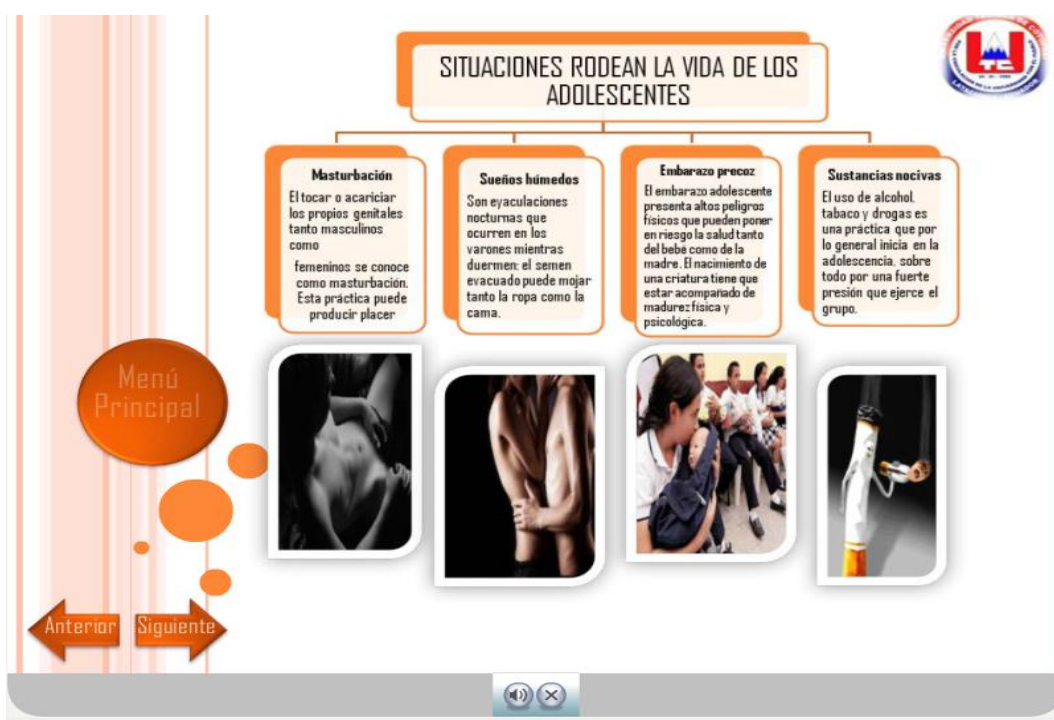 SITUACIONES RODEAN LA VIDA DE LOS
ADOLESCENTES
Masturbación
El tocar o acariciar
los propios genitales
tanto masculinos
como
femeninos se conoce
como masturbación.
Esta práctica puede
producir placer
Sueños húmedos
Son eyaculaciones
nocturnas que
ocurren en los
varones mientras
duermen; el semen
evacuado puede mojar
tanto la ropa como la
cama.
Embarazo precoz
El embarazo adolescente
presenta altos peligros
físicos que pueden poner
en riesgo la salud tanto
del bebé como de la
madre. El nacimiento de
una criatura tiene que
estar acompañado de
madurez física y
psicológica.
Sustancias nocivas
El uso de alcohol,
tabaco y drogas es
una práctica que por
lo general inicia en la
adolescencia, sobre
todo por una fuerte
presión que ejerce el
grupo.
Menú
Principal
Anterior
Siguiente